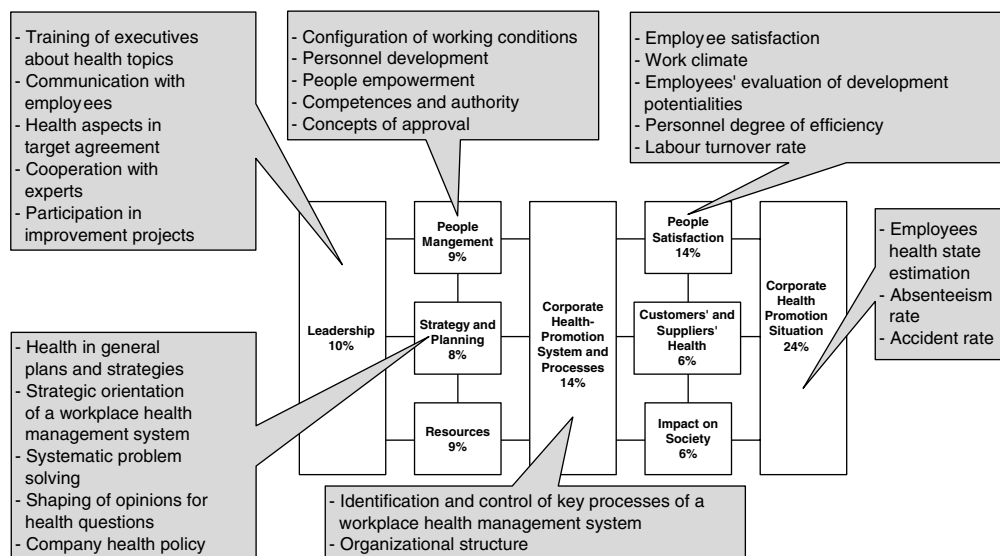 - Training of executives
about health topics
- Communication with
employees
- Health aspects in
target agreement
- Cooperation with
experts
- Participation in
improvement projects
- Configuration of working conditions
- Personnel development
- People empowerment
- Competences and authority
- Concepts of approval
- Employee satisfaction
- Work climate
- Employees' evaluation of development
potentialities
- Personnel degree of efficiency
- Labour turnover rate
Leadership
10%
People
Mangement
9%
Strategy and
Planning
8%
Resources
9%
Corporate
Health-
Promotion
System and
Processes
14%
People
Satisfaction
14%
Customers' and
Suppliers'
Health
6%
Impact on
Society
6%
Corporate
Health
Promotion
Situation
24%
- Employees
health state
estimation
- Absenteeism
rate
- Accident rate
- Health in general
plans and strategies
- Strategic orientation
of a workplace health
management system
- Systematic problem
solving
- Shaping of opinions for
health questions
- Company health policy
- Identification and control of key processes of a
workplace health management system
- Organizational structure